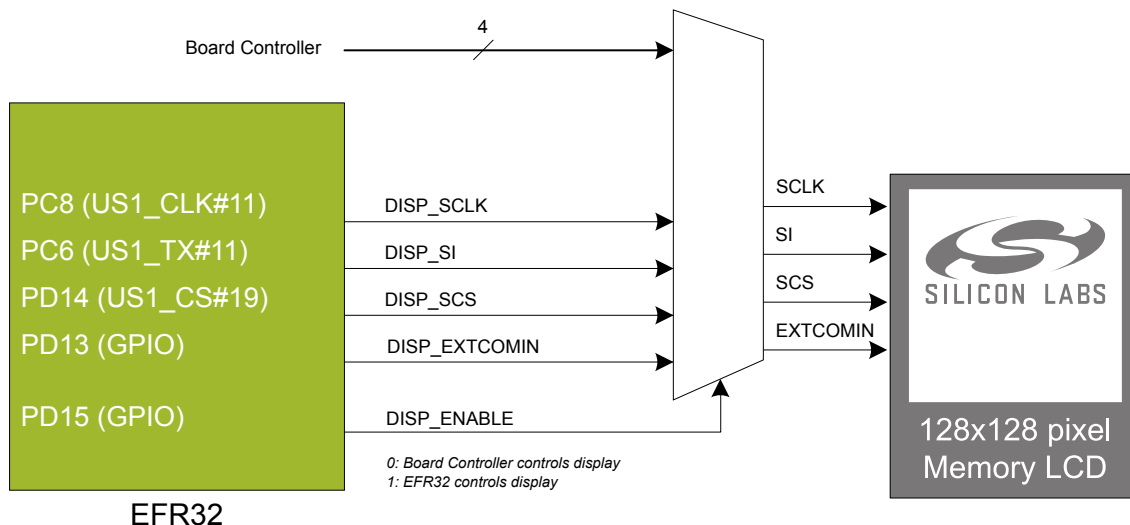 4
Board Controller
PC8 (US1_CLK#11)
PC6 (US1_TX#11)
PD14 (US1_CS#19)
PD13 (GPIO)
PD15 (GPIO)
EFR32
DISP_SCLK
DISP_SI
DISP_SCS
DISP_EXTCOMIN
DISP_ENABLE
0: Board Controller controls display
1: EFR32 controls display
SCLK
SI
SCS
EXTCOMIN
SILICON LABS
128x128 pixel
Memory LCD